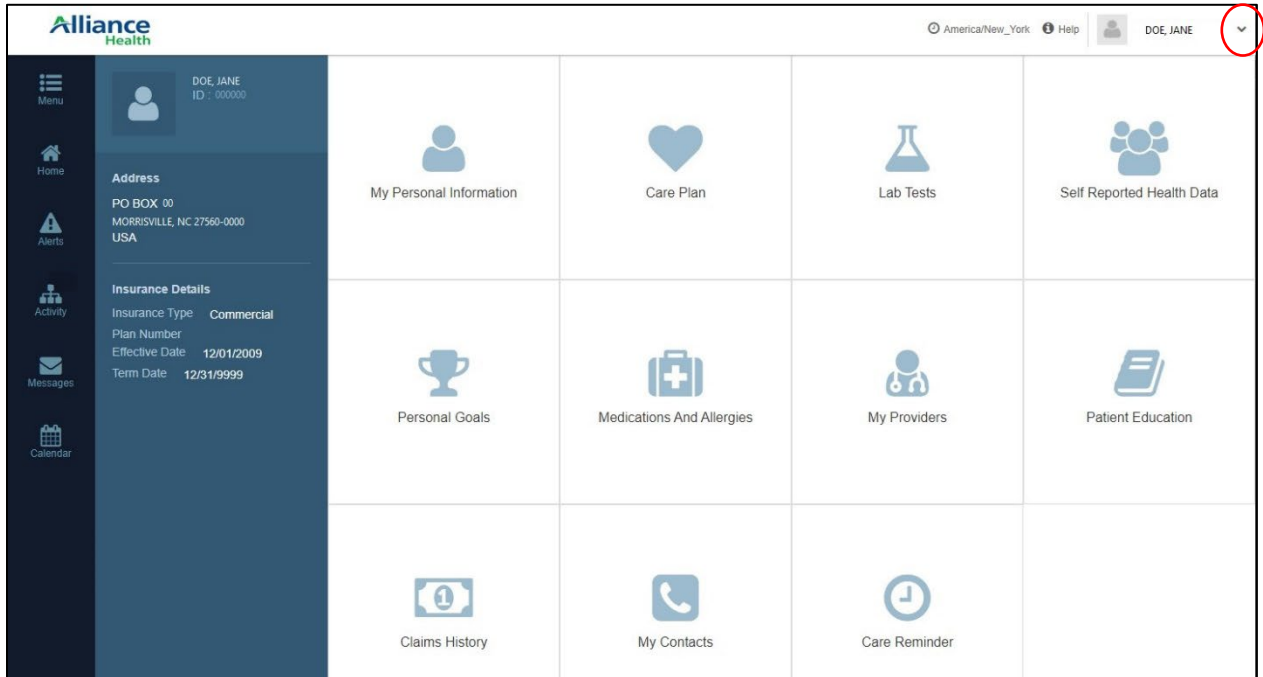 Alliance
Health
America/New_York Help DOE, JANE
Menu
Home
Alerts
Activity
Messages
Calendar
DOE, JANE
ID : 000000
Address
PO BOX 00
MORRISVILLE, NC 27560-0000
USA
Insurance Details
Insurance Type Commercial
Plan Number
Effective Date 12/01/2009
Term Date 12/31/9999
My Personal Information
Care Plan
Lab Tests
Self Reported Health Data
Personal Goals
Medications And Allergies
My Providers
Patient Education
1
Claims History
My Contacts
Care Reminder